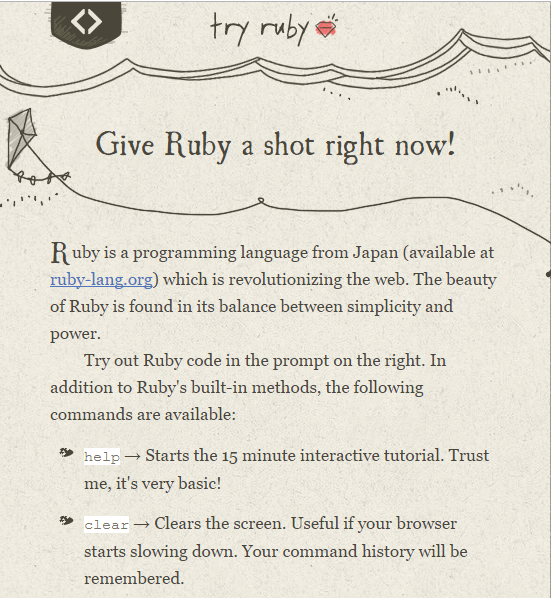 try ruby
Give Ruby a shot right now!
Ruby is a programming language from Japan (available at
ruby-lang.org) which is revolutionizing the web. The beauty
of Ruby is found in its balance between simplicity and
power.
Try out Ruby code in the prompt on the right. In
addition to Ruby's built-in methods, the following
commands are available:
help → Starts the 15 minute interactive tutorial. Trust
me, it's very basic!
clear → Clears the screen. Useful if your browser
starts slowing down. Your command history will be
remembered.